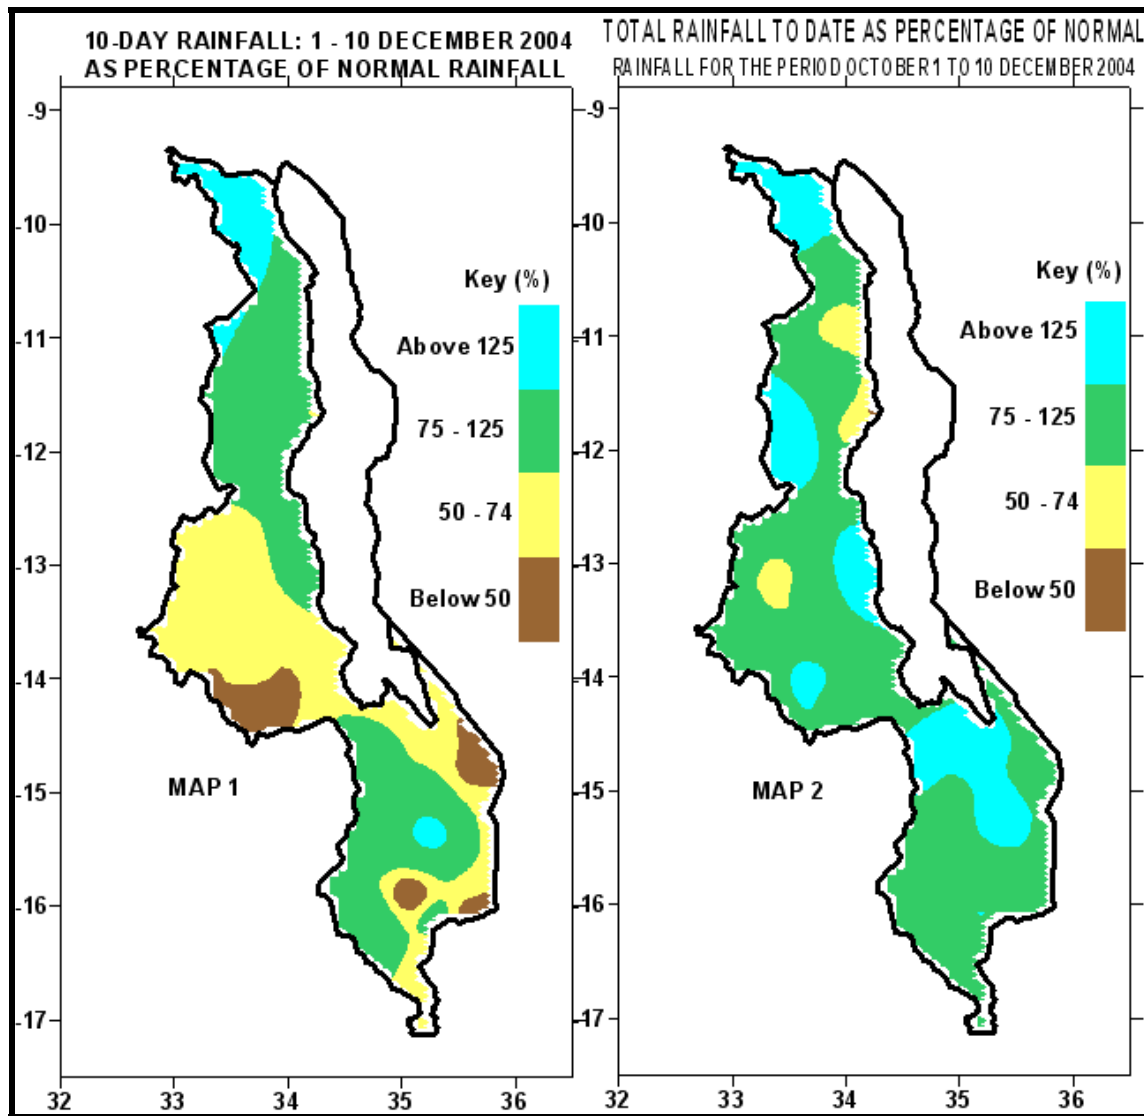 10-DAY RAINFALL: 1 - 10 DECEMBER 2004
AS PERCENTAGE OF NORMAL RAINFALL
-9
-10
-11
-12
-13
-14
-15
-16
-17
32
33
34
35
36
Key (%)
Above 125
75 - 125
50 - 74
Below 50
MAP 1
TOTAL RAINFALL TO DATE AS PERCENTAGE OF NORMAL
RAINFALL FOR THE PERIOD OCTOBER 1 TO 10 DECEMBER 2004
-9
-10
-11
-12
-13
-14
-15
-16
-17
32
33
34
35
36
Key (%)
Above 125
75 - 125
50 - 74
Below 50
MAP 2